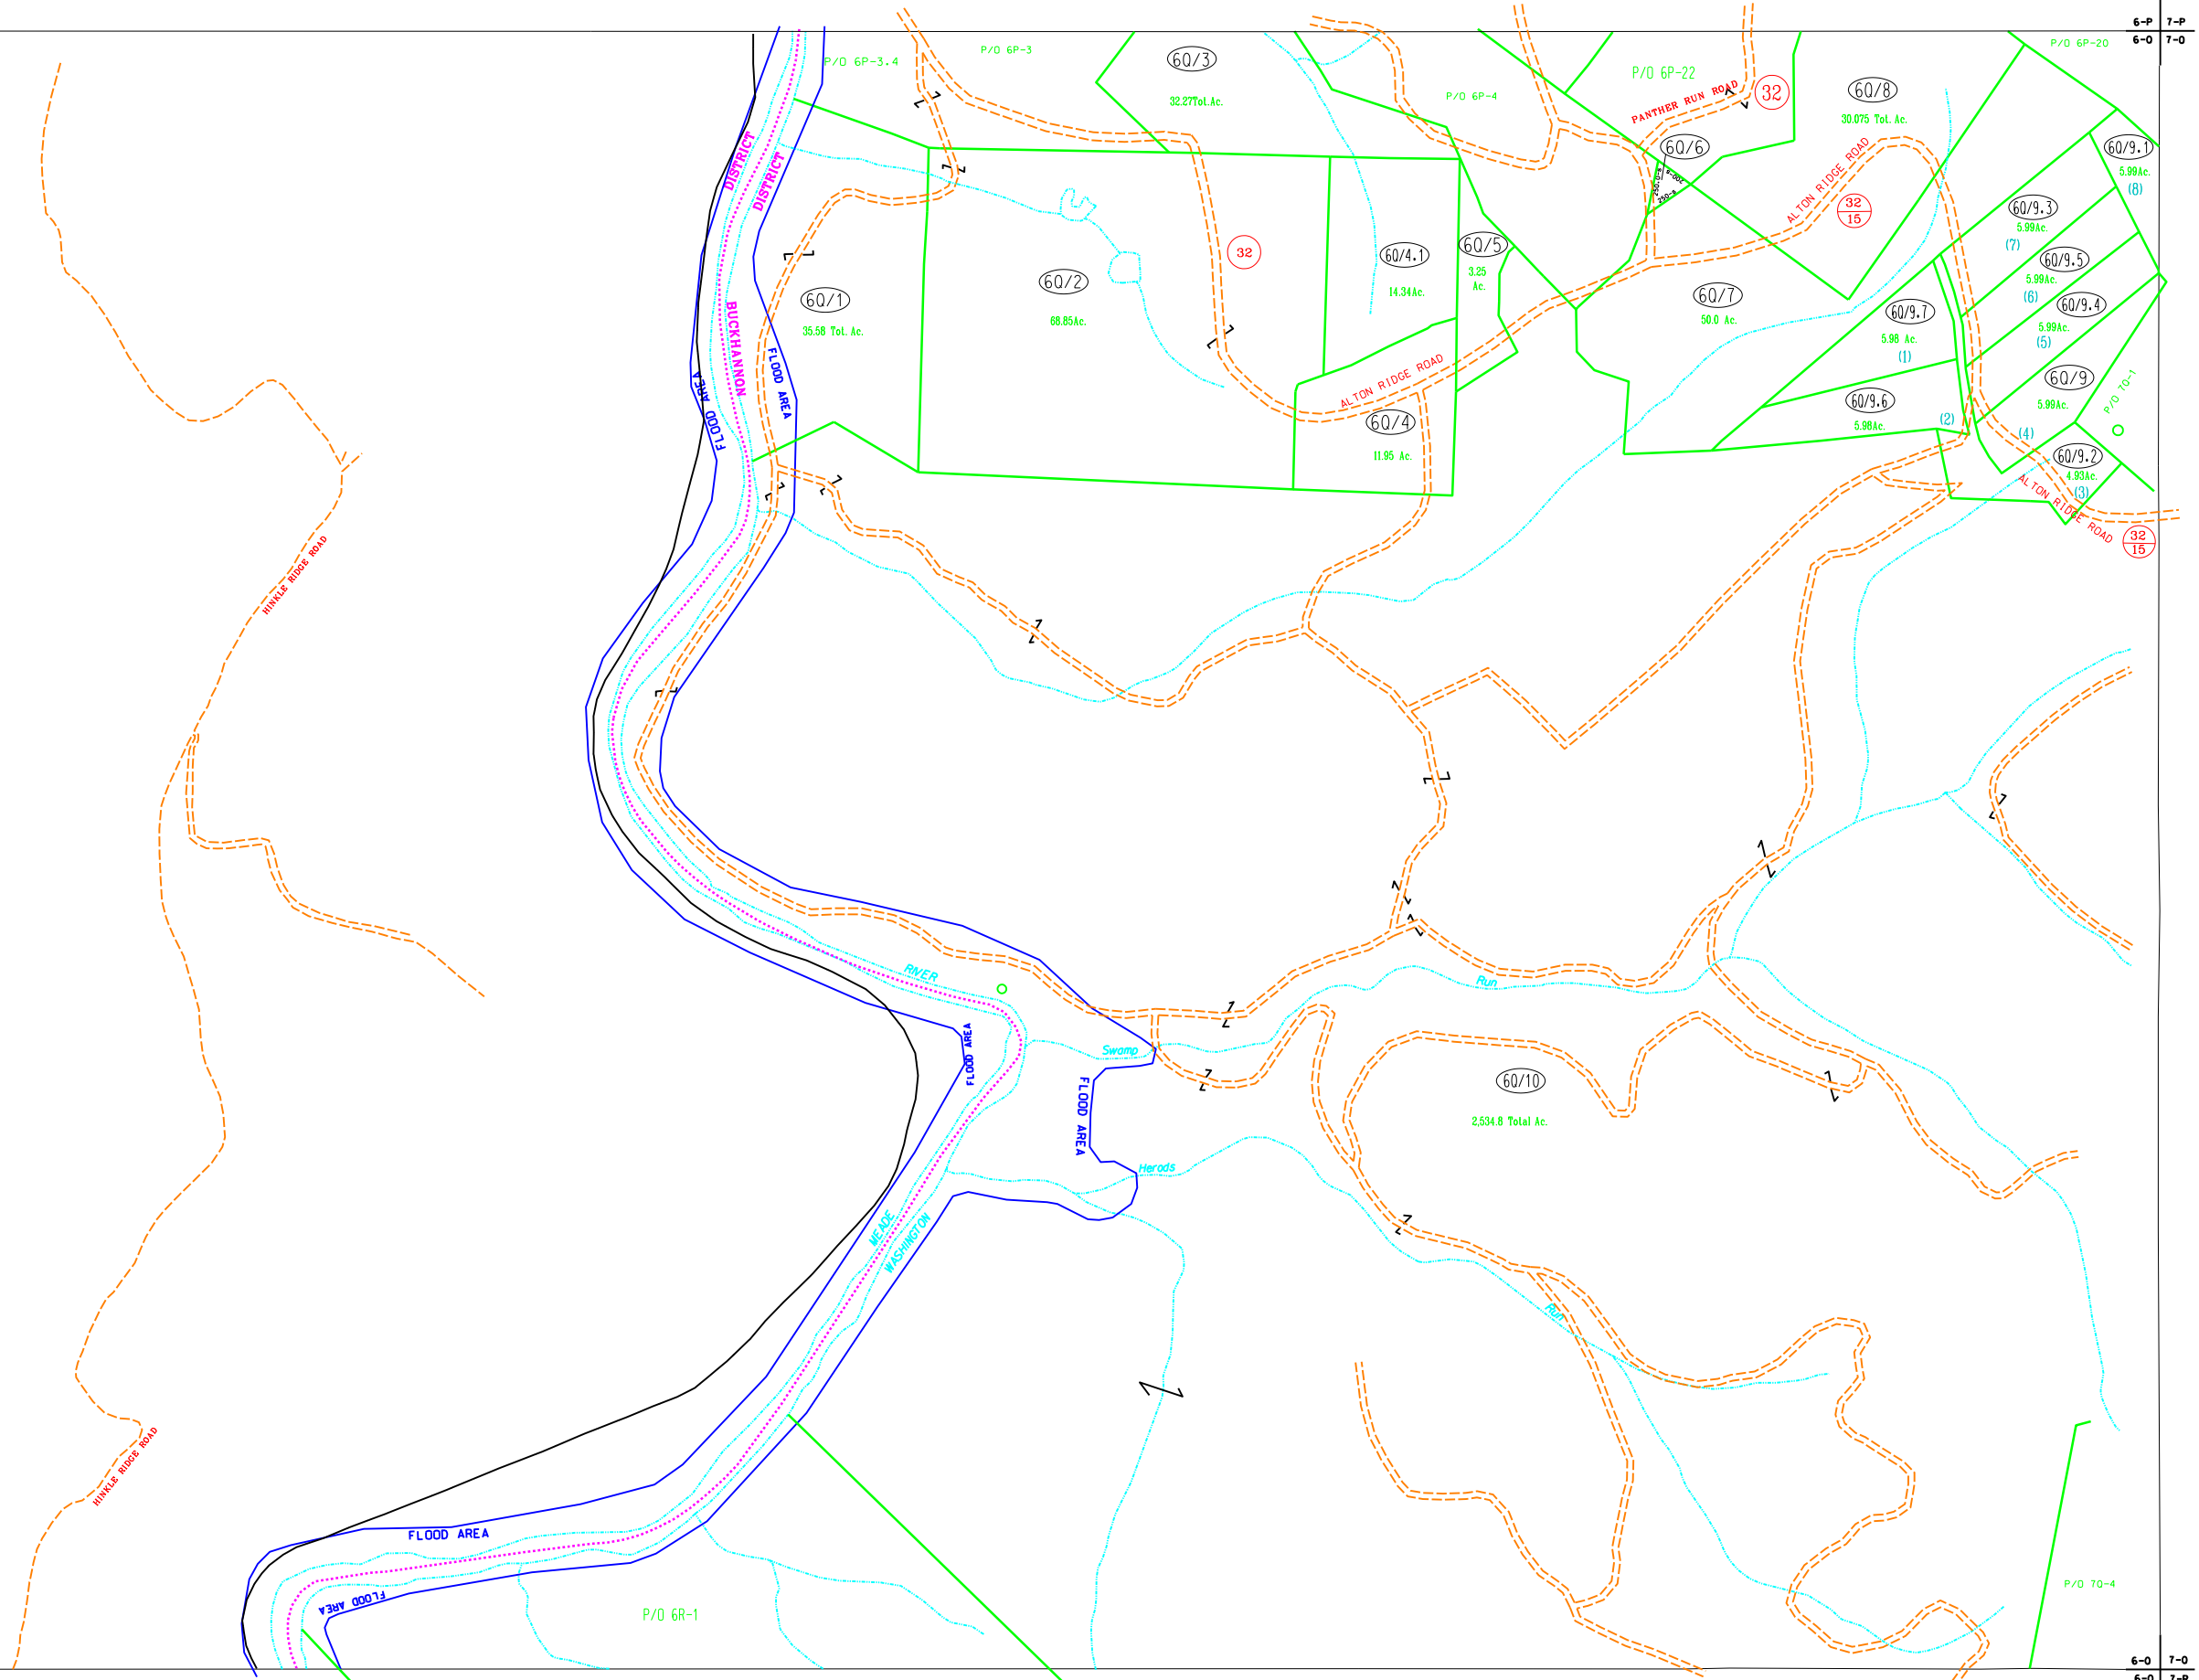 6-P 7-P
6-Q 7-Q
P/O 6P-3.4
P/O 6P-3
6Q/3
32.27Tot.Ac.
P/O 6P-4
P/O 6P-22
PANTHER RUN ROAD
32
6Q/8
30.075 Tot. Ac.
P/O 6P-20
6Q/6
6Q/9.1
5.99Ac.
(8)
DISTRICT
DISTRICT
ALTON RIDGE ROAD
32
15
6Q/9.3
5.99Ac.
(7)
32
6Q/5
3.25
Ac.
6Q/4.1
14.34Ac.
6Q/9.5
5.99Ac.
(6)
6Q/2
68.85Ac.
6Q/1
35.58 Tot. Ac.
6Q/7
50.0 Ac.
6Q/9.7
5.98 Ac.
(1)
6Q/9.4
5.99Ac.
(5)
BUCKHANNON
FLOOD AREA
FLOOD AREA
ALTON RIDGE ROAD
6Q/9
5.99Ac.
P/O 7Q-1
6Q/9.6
5.98Ac.
(2)
6Q/4
11.95 Ac.
(4)
6Q/9.2
4.93Ac.
(3)
ALTON RIDGE ROAD
32
15
HINKLE RIDGE ROAD
RIVER
Run
FLOOD AREA
Swamp
6Q/10
2,534.8 Total Ac.
FLOOD AREA
Herods
MEADE
WASHINGTON
Run
HINKLE RIDGE ROAD
FLOOD AREA
FLOOD AREA
P/O 6R-1
P/O 7Q-4
6-Q 7-Q